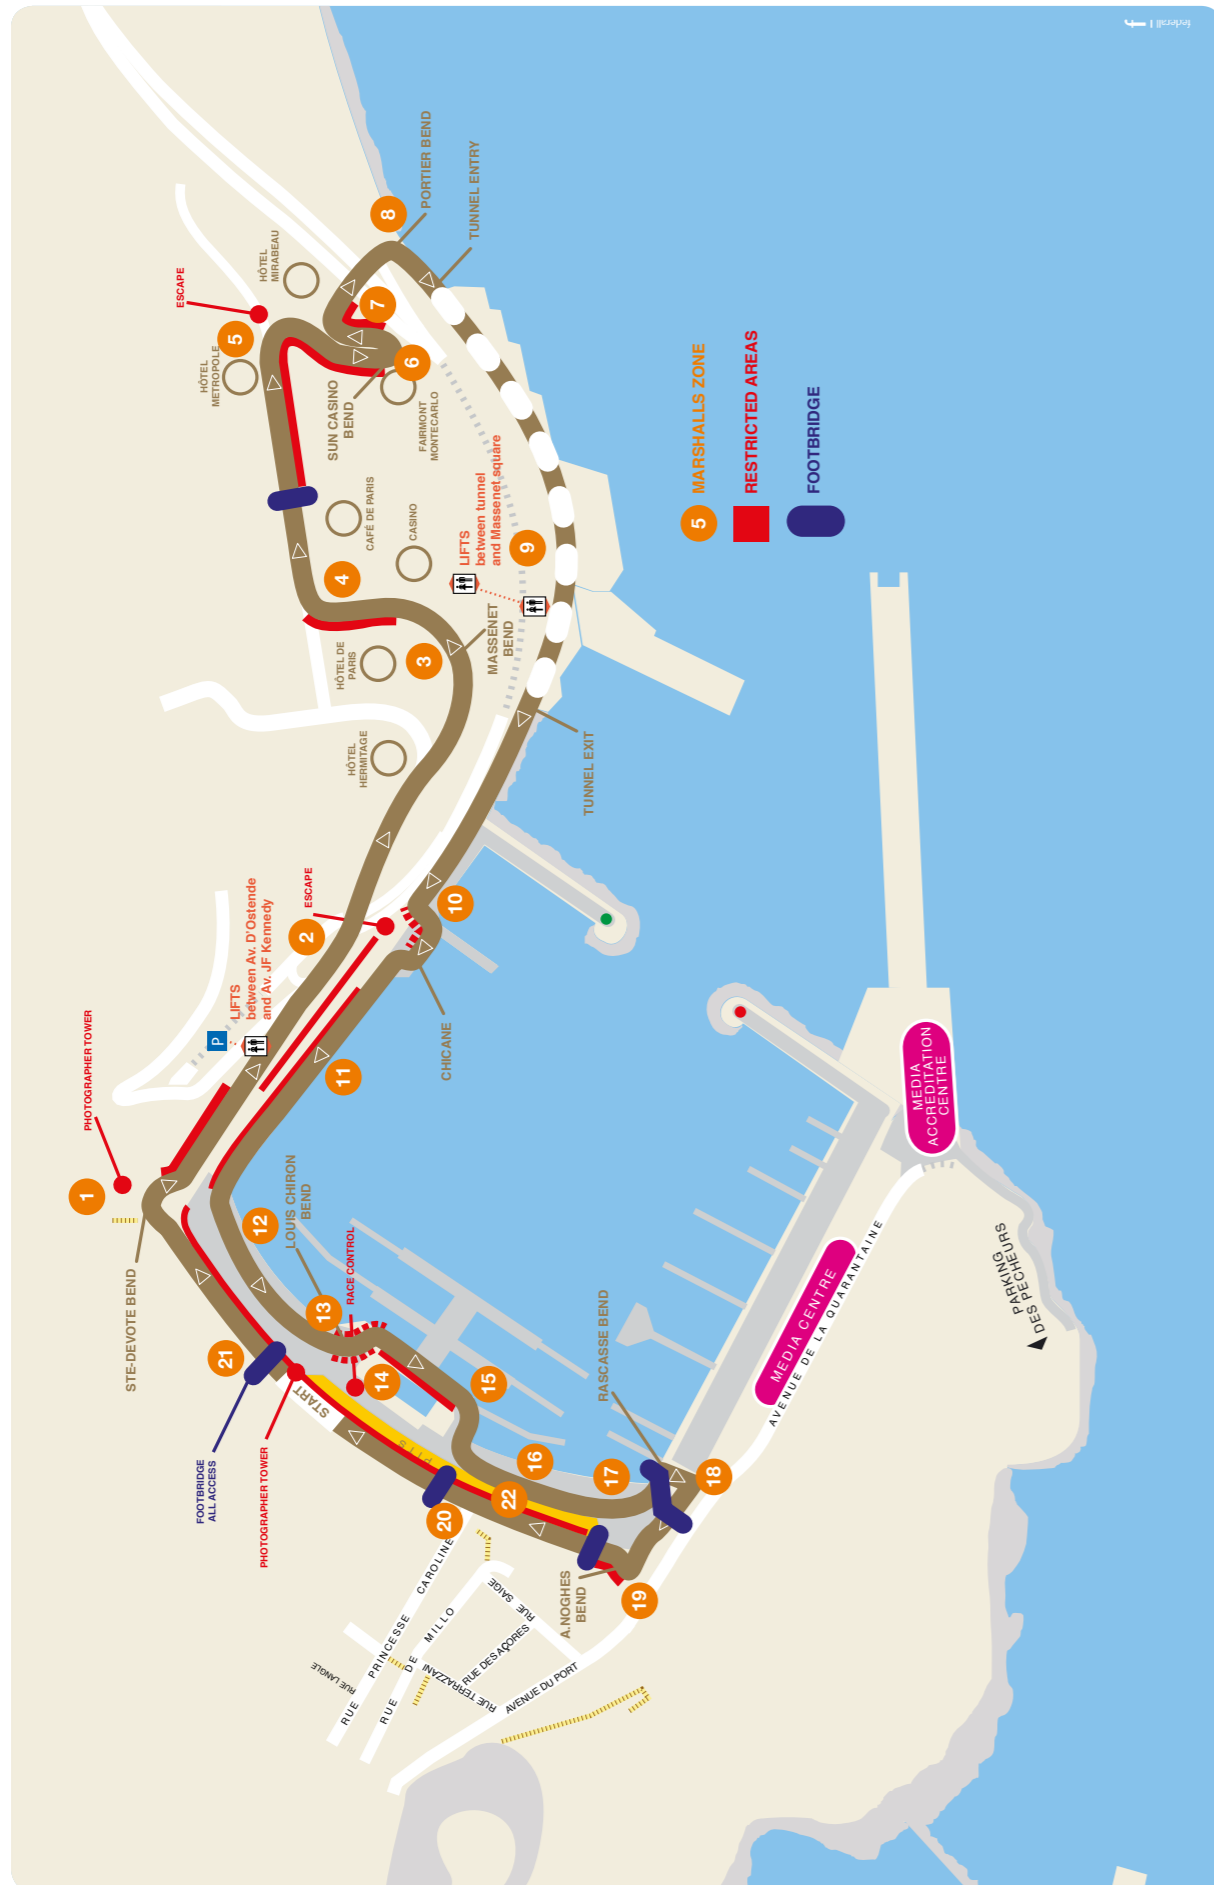 federall
PORTIER BEND
TUNNEL ENTRY
8
HÔTEL
MIRABEAU
ESCAPE
7
5
HÔTEL
METROPOLE
6
SUN CASINO
BEND
FAIRMONT
MONTECARLO
CAFÉ DE PARIS
CASINO
LIFTS
between tunnel
and Massenet square
9
4
MASSENET
BEND
3
HÔTEL DE
PARIS
HÔTEL
HERMITAGE
TUNNEL EXIT
5 MARSHALLS ZONE
RESTRICTED AREAS
FOOTBRIDGE
ESCAPE
2
10
LIFTS
between Av. D'Ostende
and Av. JF Kennedy
P
CHICANE
11
PHOTOGRAPHER TOWER
1
STE-DEVOTE BEND
12
LOUIS CHIRON
BEND
13
RACE CONTROL
14
21
START
PITS
15
FOOTBRIDGE
ALL ACCESS
PHOTOGRAPHER TOWER
16
22
20
17
RASCASSE BEND
18
19
A.NOGHES
BEND
MEDIA
ACCREDITATION
CENTRE
MEDIA CENTRE
AVENUE DE LA QUARANTAINE
PARKING
DES PECHEURS
RUE PRINCESSE CAROLINE
RUE DE MILLO
RUE SAIGE
RUE DES AÇORES
RUE TERRAZZANI
RUE LANGLE
AVENUE DU PORT